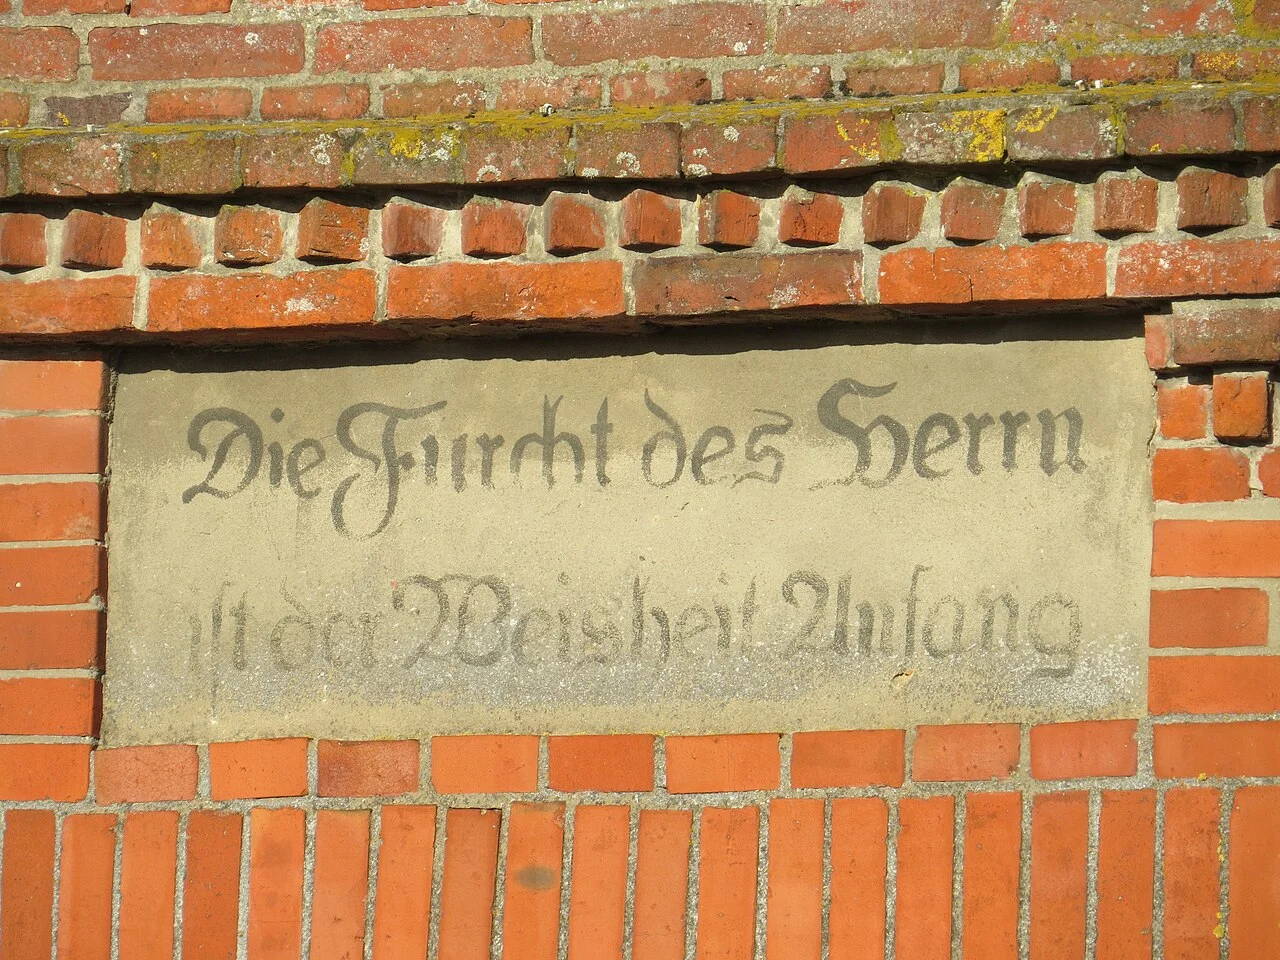 Die Furcht des Herrn
ist der Weisheit Anfang